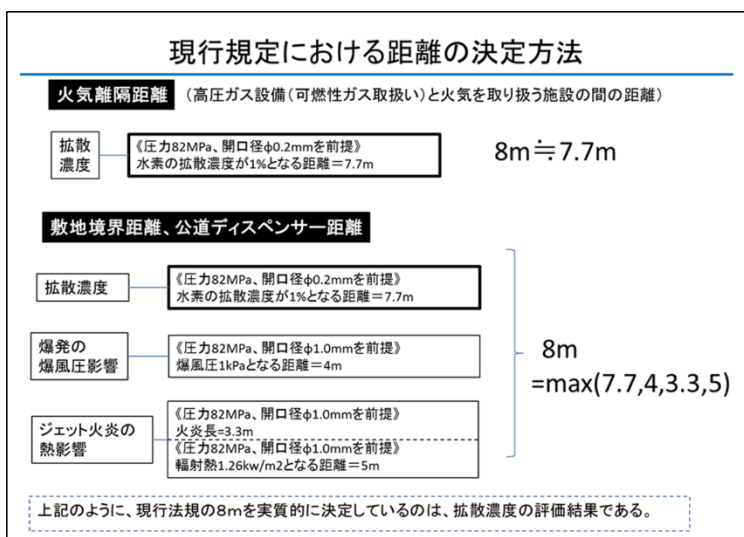 現行規定における距離の決定方法
火気離隔距離 (高圧ガス設備(可燃性ガス取扱い)と火気を取り扱う施設の間の距離)
拡散
濃度
《圧力82MPa、開口径φ0.2mmを前提》
水素の拡散濃度が1%となる距離=7.7m
8m≒7.7m
敷地境界距離、公道ディスペンサー距離
拡散濃度
《圧力82MPa、開口径φ0.2mmを前提》
水素の拡散濃度が1%となる距離=7.7m
爆発の
爆風圧影響
《圧力82MPa、開口径φ1.0mmを前提》
爆風圧1kPaとなる距離=4m
ジェット火炎の
熱影響
《圧力82MPa、開口径φ1.0mmを前提》
火炎長=3.3m
《圧力82MPa、開口径φ1.0mmを前提》
輻射熱1.26kw/m2となる距離=5m
8m
=max(7.7,4,3.3,5)
上記のように、現行法規の8mを実質的に決定しているのは、拡散濃度の評価結果である。